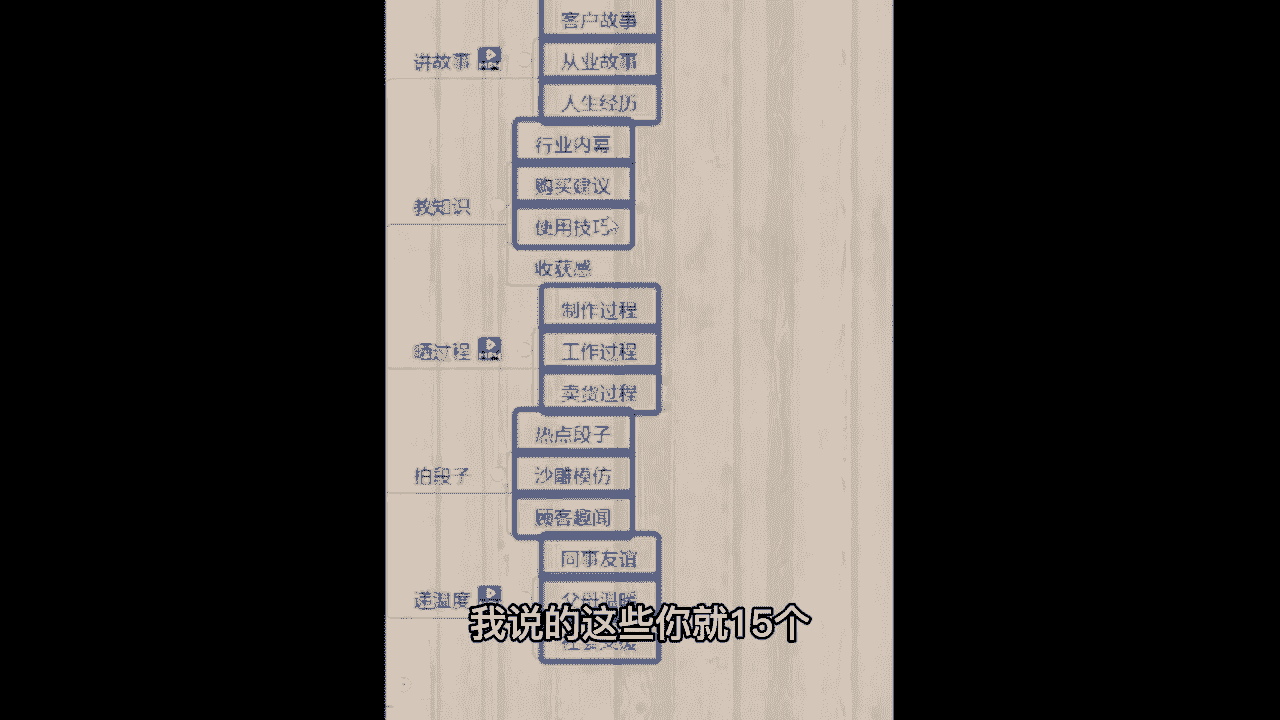 客户故事
讲故事
从业故事
人生经历
行业内幕
购买建议
教知识
使用技巧
收获感
制作过程
晒过程
工作过程
卖货过程
热点段子
拍段子
沙雕模仿
顾客趣闻
同事友谊
递温度
父母温暖
我说的这些你就15个